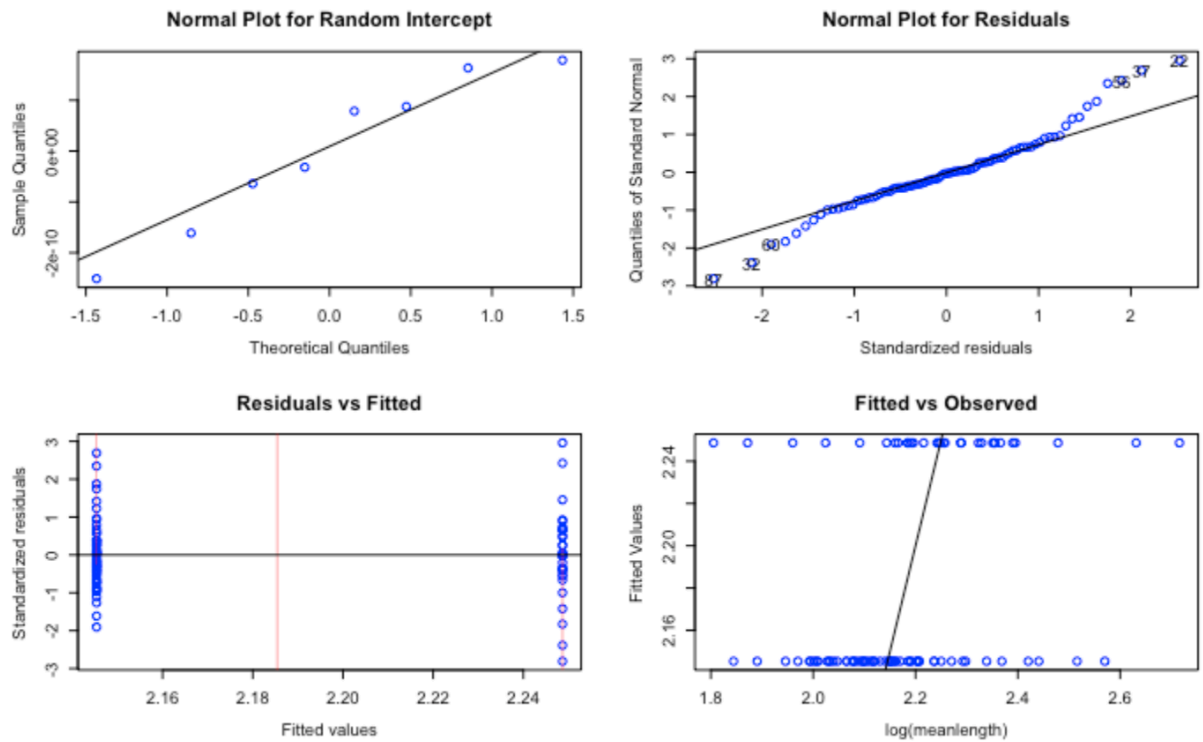 Normal Plot for Random Intercept
Sample Quantiles
0e+00
-2e-10
-1.5 -1.0 -0.5 0.0 0.5 1.0 1.5
Theoretical Quantiles
Normal Plot for Residuals
Quantiles of Standard Normal
3
2
1
0
-1
-2
-3
22
37
56
60
32
87
-2 -1 0 1 2
Standardized residuals
Residuals vs Fitted
Standardized residuals
3
2
1
0
-1
-2
-3
2.16 2.18 2.20 2.22 2.24
Fitted values
Fitted vs Observed
Fitted Values
2.24
2.20
2.16
1.8 2.0 2.2 2.4 2.6
log(meanlength)